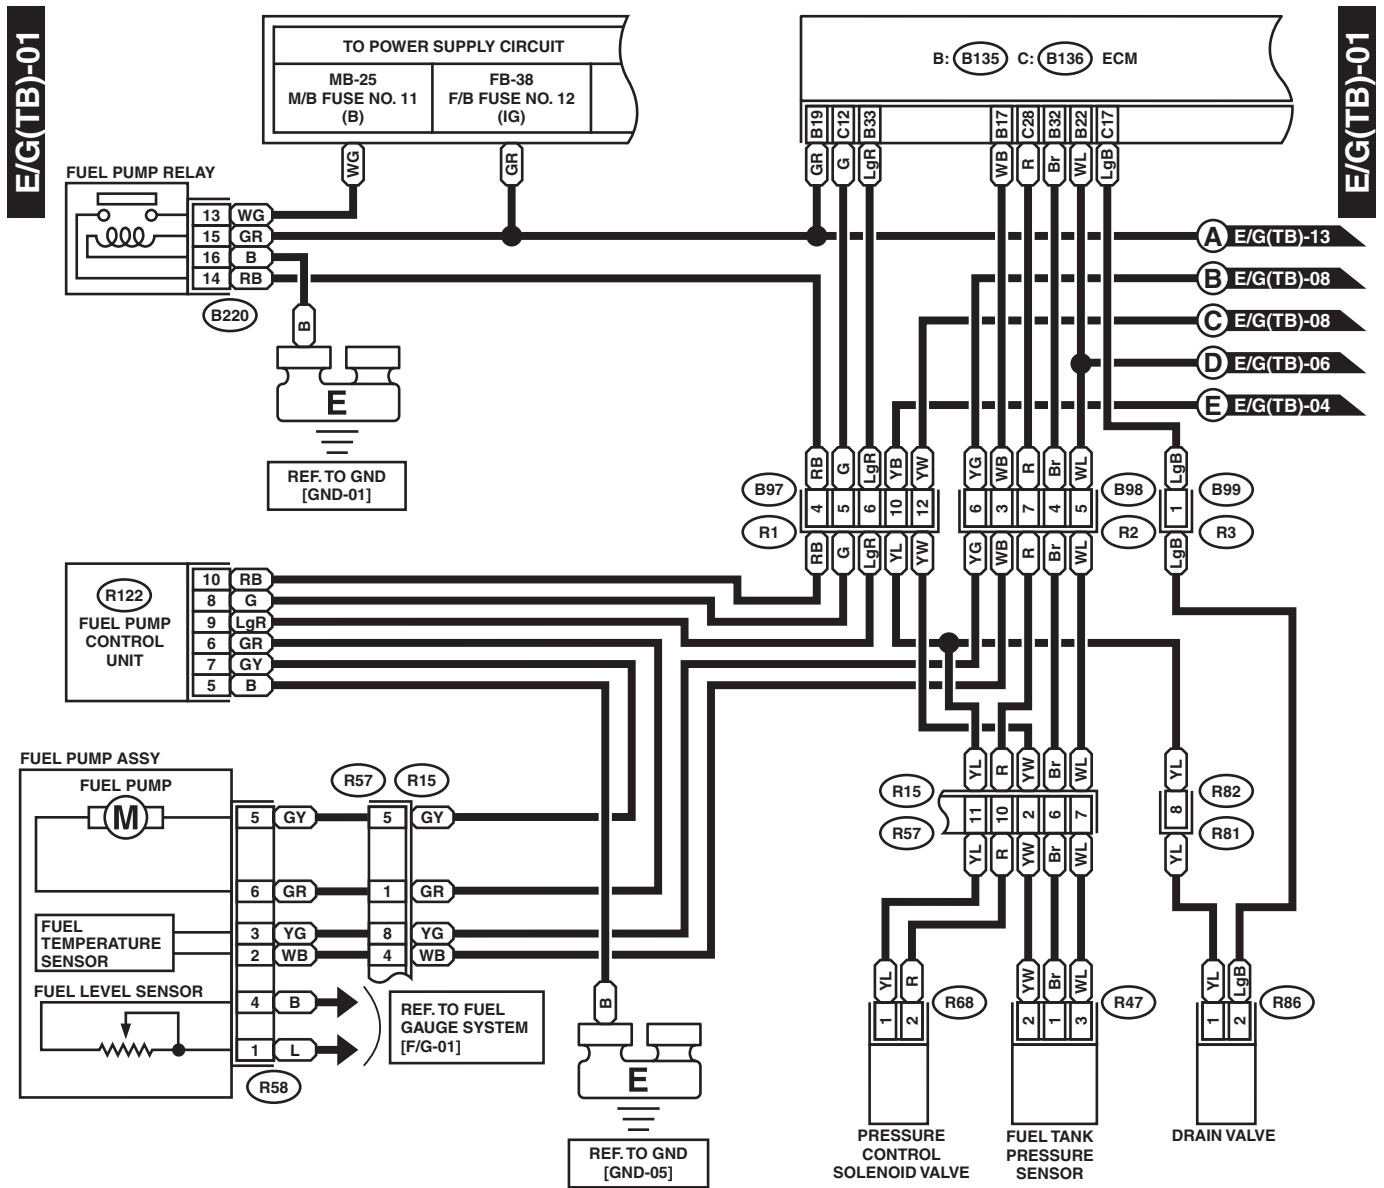 E/G(TB)-01
E/G(TB)-01
TO POWER SUPPLY CIRCUIT
MB-25
M/B FUSE NO. 11
(B)
FB-38
F/B FUSE NO. 12
(IG)
B: B135 C: B136 ECM
B19 C12 B33 B17 C28 B32 B22 C17
WG GR
GR G LgR WB R Br WL LgB
FUEL PUMP RELAY
13 WG
15 GR
16 B
14 RB
B220
B
E
REF. TO GND
[GND-01]
A E/G(TB)-13
B E/G(TB)-08
C E/G(TB)-08
D E/G(TB)-06
E E/G(TB)-04
RB G LgR YB YW YG WB R Br WL LgB
B97 B98 B99
4 5 6 10 12 6 3 7 4 5 1
R1 R2 R3
RB G LgR YL YW YG WB R Br WL LgB
R122
FUEL PUMP
CONTROL
UNIT
10 RB
8 G
9 LgR
6 GR
7 GY
5 B
FUEL PUMP ASSY
FUEL PUMP
M
R57 R15
5 GY 5 GY
6 GR 1 GR
FUEL
TEMPERATURE
SENSOR
3 YG 8 YG
2 WB 4 WB
FUEL LEVEL SENSOR
4 B
1 L
R58
REF. TO FUEL
GAUGE SYSTEM
[F/G-01]
B
E
REF. TO GND
[GND-05]
YL R YW Br WL YL
R15 R82
11 10 2 6 7 8
R57 R81
YL R YW Br WL YL
YL R YW Br WL YL LgB
1 2 R68
2 1 3 R47
1 2 R86
PRESSURE
CONTROL
SOLENOID VALVE
FUEL TANK
PRESSURE
SENSOR
DRAIN VALVE